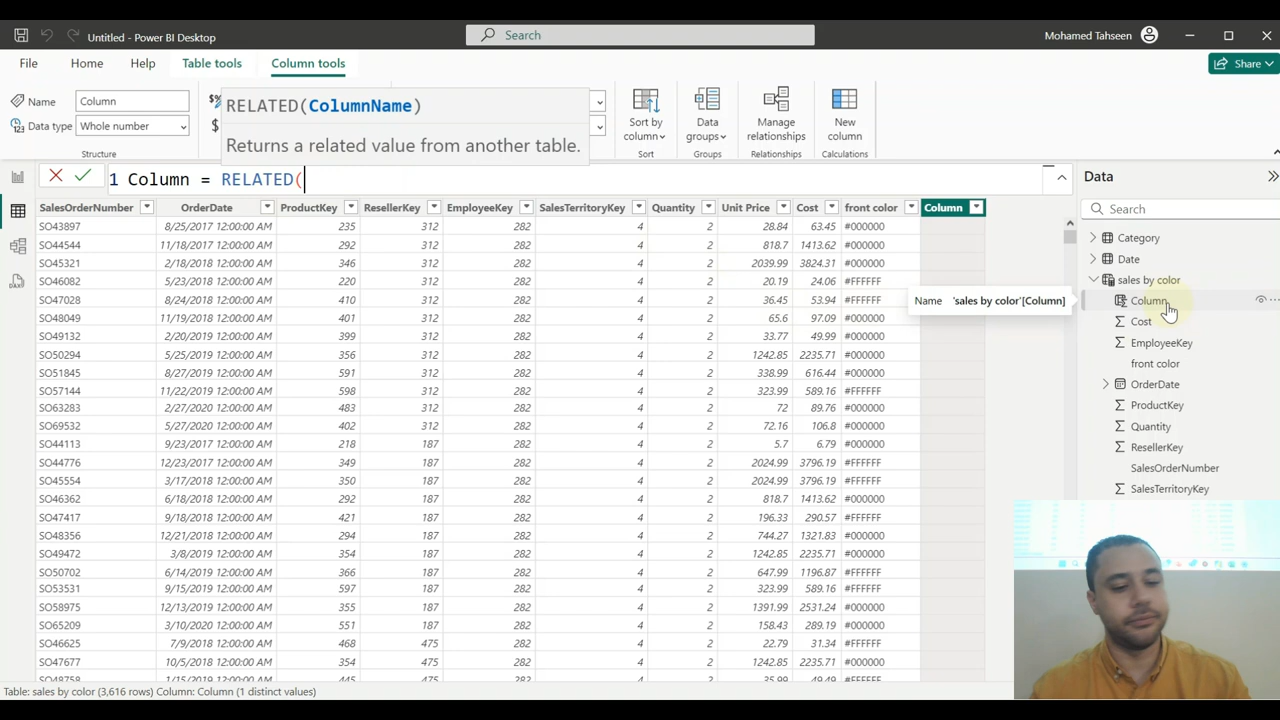 Untitled - Power BI Desktop
Search
Mohamed Tahseen
File
Home
Help
Table tools
Column tools
Share
Name
Column
Data type
Whole number
Structure
$%
$
RELATED(ColumnName)
Returns a related value from another table.
Sort by column
Sort
Data groups
Groups
Manage relationships
Relationships
New column
Calculations
1 Column = RELATED(
Data
Search
SalesOrderNumber OrderDate ProductKey ResellerKey EmployeeKey SalesTerritoryKey Quantity Unit Price Cost front color Column
SO43897 8/25/2017 12:00:00 AM 235 312 282 4 2 28.84 63.45 #000000
SO44544 11/18/2017 12:00:00 AM 292 312 282 4 2 818.7 1413.62 #000000
SO45321 2/18/2018 12:00:00 AM 346 312 282 4 2 2039.99 3824.31 #000000
SO46082 5/23/2018 12:00:00 AM 220 312 282 4 2 20.19 24.06 #FFFFFF
SO47028 8/24/2018 12:00:00 AM 410 312 282 4 2 36.45 53.94 #FFFFFF
SO48049 11/19/2018 12:00:00 AM 401 312 282 4 2 65.6 97.09 #000000
SO49132 2/20/2019 12:00:00 AM 399 312 282 4 2 33.77 49.99 #000000
SO50294 5/25/2019 12:00:00 AM 356 312 282 4 2 1242.85 2235.71 #000000
SO51845 8/27/2019 12:00:00 AM 591 312 282 4 2 338.99 616.44 #000000
SO57144 11/22/2019 12:00:00 AM 598 312 282 4 2 323.99 589.16 #FFFFFF
SO63283 2/27/2020 12:00:00 AM 483 312 282 4 2 72 89.76 #000000
SO69532 5/27/2020 12:00:00 AM 402 312 282 4 2 72.16 106.8 #000000
SO44113 9/23/2017 12:00:00 AM 218 187 282 4 2 5.7 6.79 #000000
SO44776 12/23/2017 12:00:00 AM 349 187 282 4 2 2024.99 3796.19 #FFFFFF
SO45554 3/17/2018 12:00:00 AM 350 187 282 4 2 2024.99 3796.19 #FFFFFF
SO46362 6/18/2018 12:00:00 AM 292 187 282 4 2 818.7 1413.62 #000000
SO47417 9/18/2018 12:00:00 AM 421 187 282 4 2 196.33 290.57 #FFFFFF
SO48356 12/21/2018 12:00:00 AM 294 187 282 4 2 744.27 1321.83 #000000
SO49472 3/8/2019 12:00:00 AM 354 187 282 4 2 1242.85 2235.71 #FFFFFF
SO50702 6/14/2019 12:00:00 AM 366 187 282 4 2 647.99 1196.87 #FFFFFF
SO53531 9/15/2019 12:00:00 AM 597 187 282 4 2 323.99 589.16 #FFFFFF
SO58975 12/13/2019 12:00:00 AM 355 187 282 4 2 1391.99 2531.24 #000000
SO65209 3/10/2020 12:00:00 AM 551 187 282 4 2 158.43 289.19 #000000
SO46625 7/9/2018 12:00:00 AM 468 475 282 4 2 22.79 31.34 #FFFFFF
SO47677 10/5/2018 12:00:00 AM 354 475 282 4 2 1242.85 2235.71 #FFFFFF
SO48758 1/15/2019 12:00:00 AM 445 475 282 4 2 35.99 49.49 #FFFFFF
Name 'sales by color'[Column]
Category
Date
sales by color
Column
Cost
EmployeeKey
front color
OrderDate
ProductKey
Quantity
ResellerKey
SalesOrderNumber
SalesTerritoryKey
Table: sales by color (3,616 rows) Column: Column (1 distinct values)